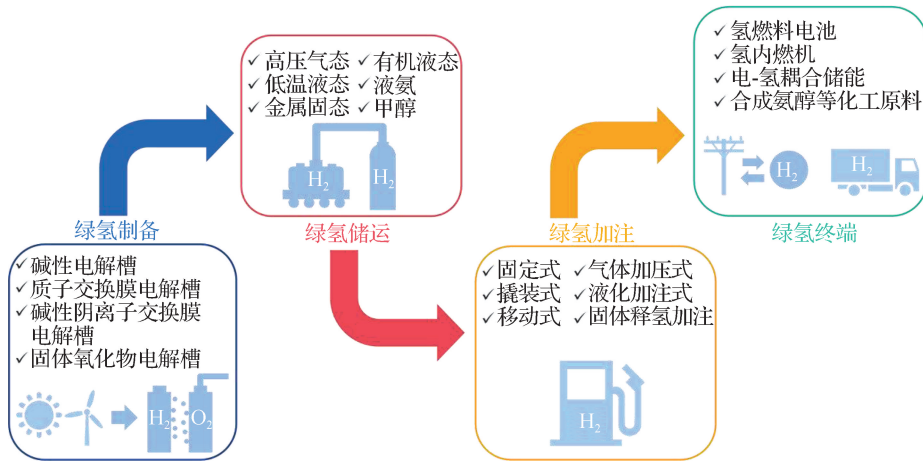 绿氢制备
碱性电解槽
质子交换膜电解槽
碱性阴离子交换膜
电解槽
固体氧化物电解槽
H2
O2
高压气态
有机液态
低温液态
液氨
金属固态
甲醇
H2
H2
绿氢储运
绿氢加注
固定式
气体加压式
撬装式
液化加注式
移动式
固体释氢加注
H2
氢燃料电池
氢内燃机
电-氢耦合储能
合成氨醇等化工原料
H2
H2
绿氢终端